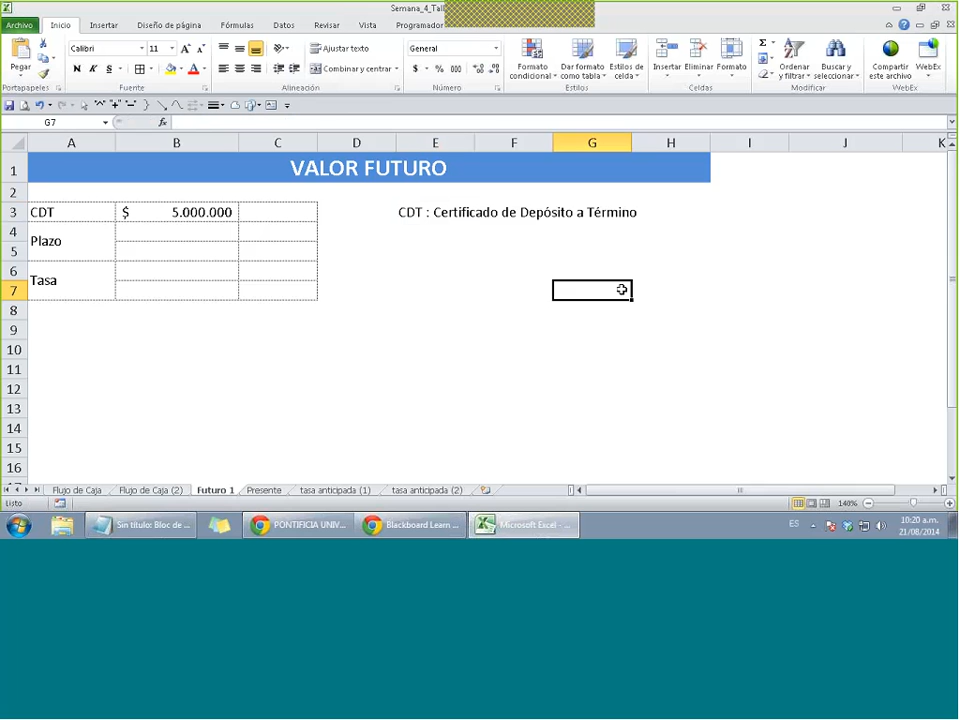 Semana_4_Tall
Archivo Inicio Insertar Diseño de página Fórmulas Datos Revisar Vista Programador
Calibri 11 Ajustar texto General
Pegar N K S Combinar y centrar $ % 000 Formato condicional Dar formato como tabla Estilos de celda Insertar Eliminar Formato Ordenar y filtrar Buscar y seleccionar Compartir este archivo WebEx
Portapapeles Fuente Alineación Número Estilos Celdas Modificar WebEx
G7 fx
A B C D E F G H I J K
1 VALOR FUTURO
2
3 CDT $ 5.000.000 CDT : Certificado de Depósito a Término
4
Plazo
5
6
Tasa
7
8
9
10
11
12
13
14
15
16
Flujo de Caja Flujo de Caja (2) Futuro 1 Presente tasa anticipada (1) tasa anticipada (2)
Listo 140%
Sin título: Bloc de ... PONTIFICIA UNIV... Blackboard Learn ... Microsoft Excel - ... ES 10:20 a.m.
21/08/2014